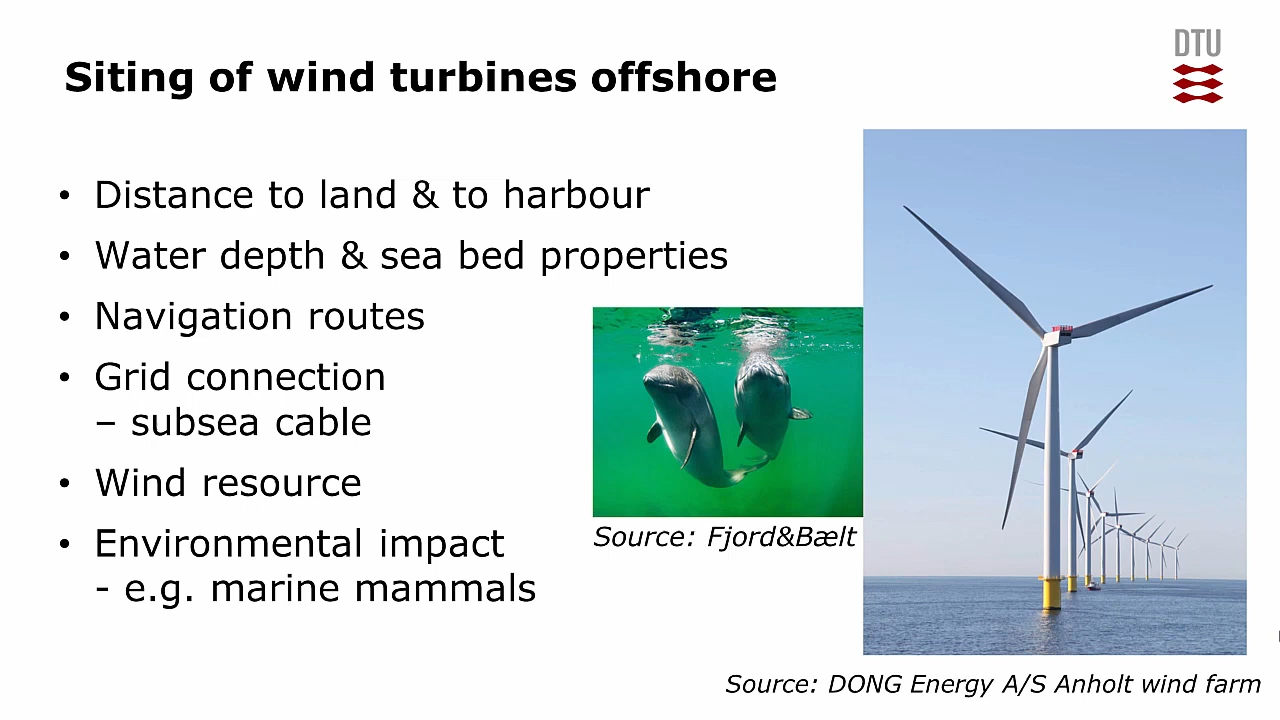 DTU
Siting of wind turbines offshore
• Distance to land & to harbour
• Water depth & sea bed properties
• Navigation routes
• Grid connection
– subsea cable
• Wind resource
• Environmental impact
- e.g. marine mammals
Source: Fjord&Bælt
Source: DONG Energy A/S Anholt wind farm